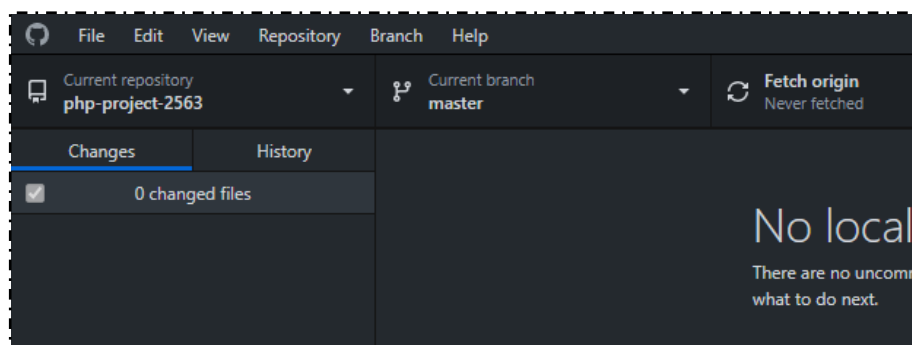 File Edit View Repository Branch Help
Current repository
php-project-2563
Current branch
master
Fetch origin
Never fetched
Changes History
0 changed files
No local
There are no
what to do next.